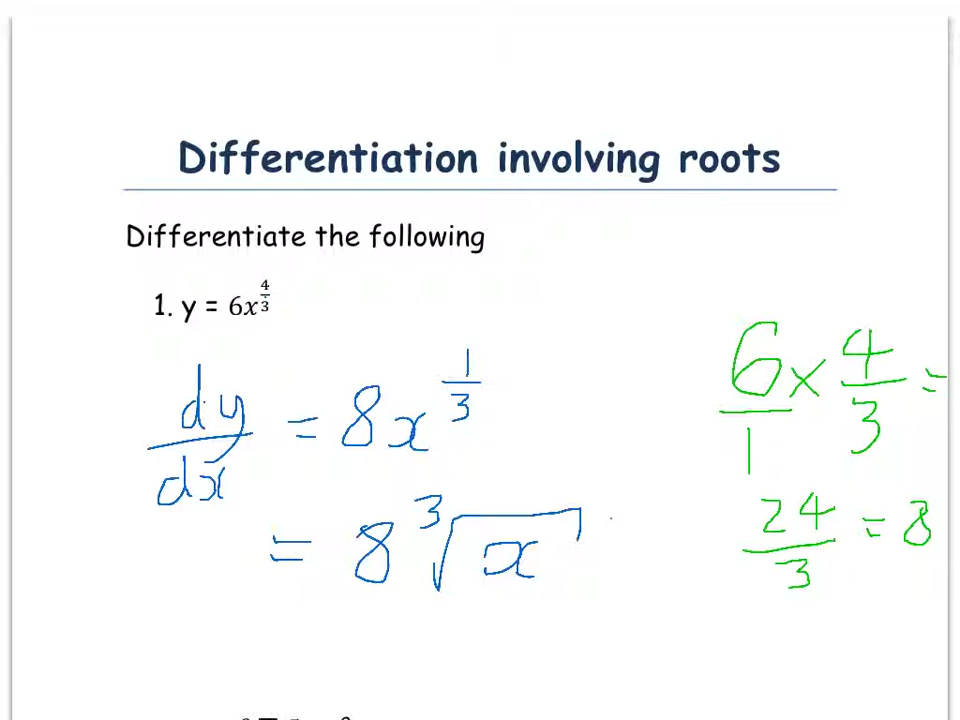 Differentiation involving roots
Differentiate the following
1. y = 6x^(4/3)
dy/dx = 8x^(1/3)
= 8 ∛x
6/1 × 4/3 =
24/3 = 8